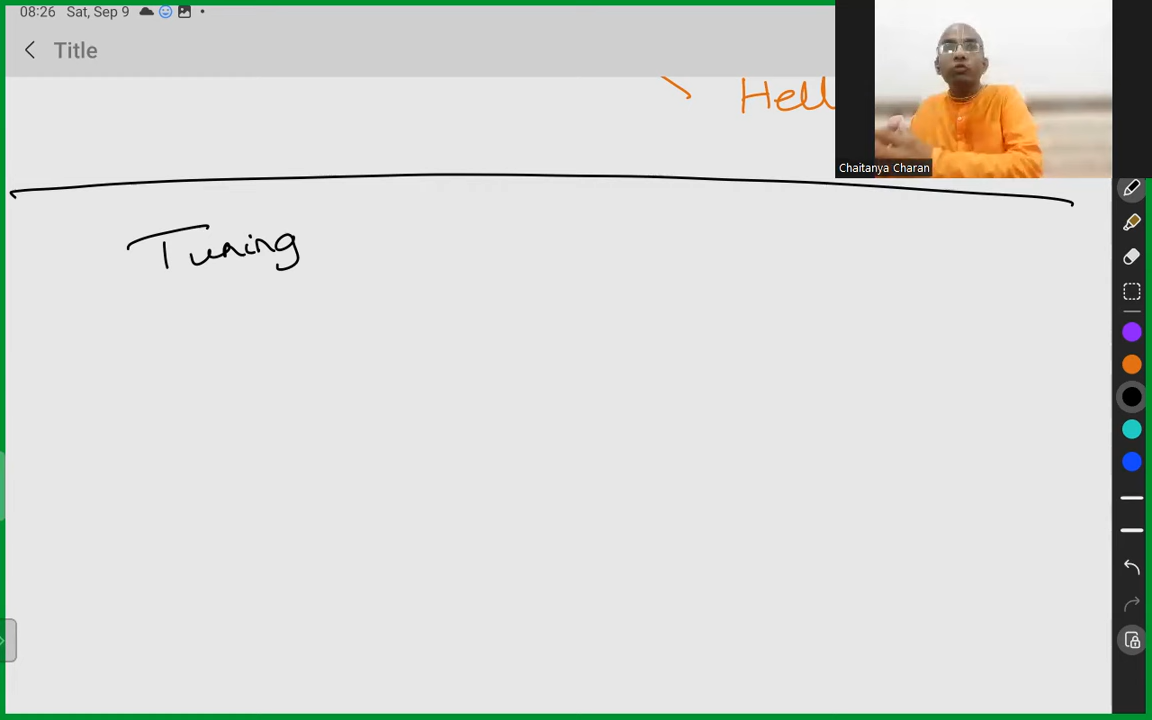 08:26 Sat, Sep 9
Title
Hell
Chaitanya Charan
Tuning